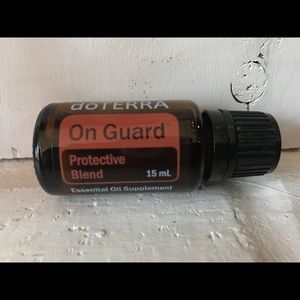 dōTERRA
On Guard
Protective
Blend 15 mL
Essential Oil Supplement